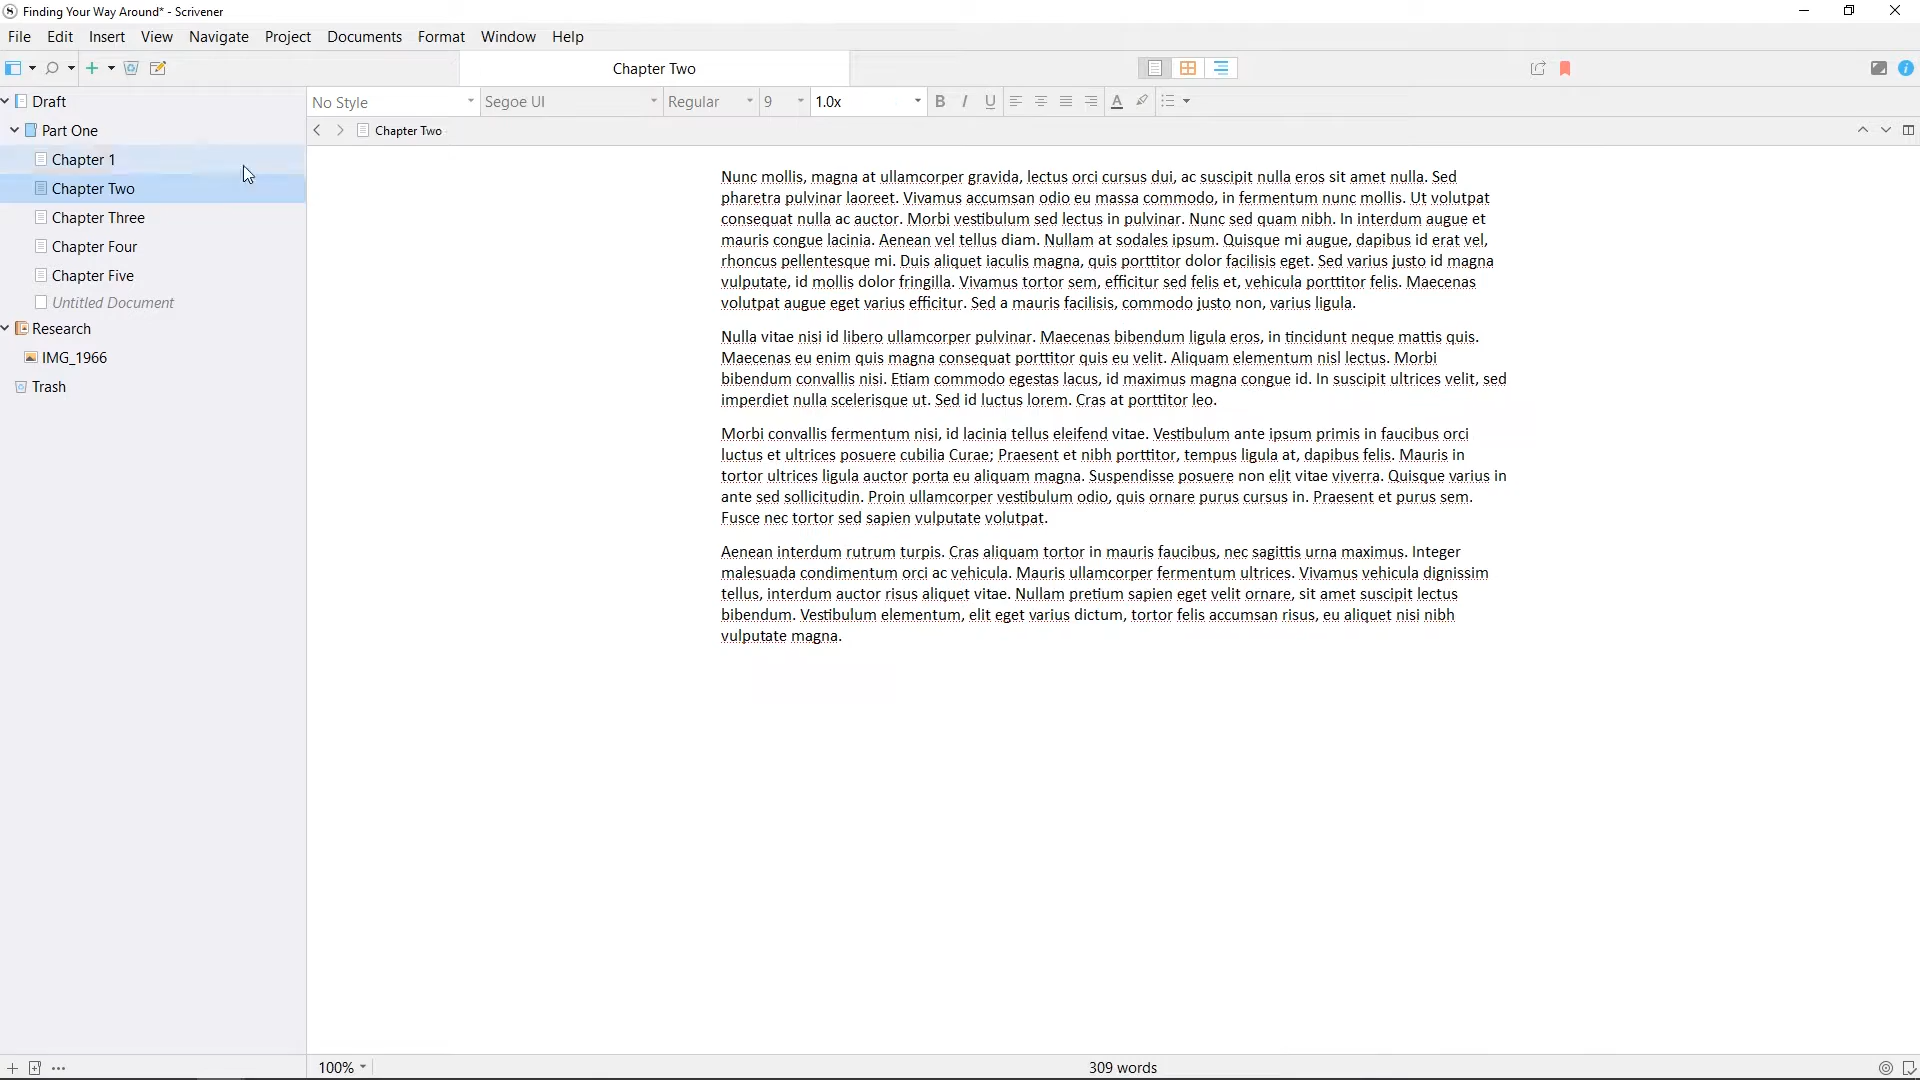 Finding Your Way Around* - Scrivener
File Edit Insert View Navigate Project Documents Format Window Help
Chapter Two
No Style Segoe UI Regular 9 1.0x B I U A
Chapter Two
Draft
Part One
Chapter 1
Chapter Two
Chapter Three
Chapter Four
Chapter Five
Untitled Document
Research
IMG_1966
Trash
Nunc mollis, magna at ullamcorper gravida, lectus orci cursus dui, ac suscipit nulla eros sit amet nulla. Sed
pharetra pulvinar laoreet. Vivamus accumsan odio eu massa commodo, in fermentum nunc mollis. Ut volutpat
consequat nulla ac auctor. Morbi vestibulum sed lectus in pulvinar. Nunc sed quam nibh. In interdum augue et
mauris congue lacinia. Aenean vel tellus diam. Nullam at sodales ipsum. Quisque mi augue, dapibus id erat vel,
rhoncus pellentesque mi. Duis aliquet iaculis magna, quis porttitor dolor facilisis eget. Sed varius justo id magna
vulputate, id mollis dolor fringilla. Vivamus tortor sem, efficitur sed felis et, vehicula porttitor felis. Maecenas
volutpat augue eget varius efficitur. Sed a mauris facilisis, commodo justo non, varius ligula.
Nulla vitae nisi id libero ullamcorper pulvinar. Maecenas bibendum ligula eros, in tincidunt neque mattis quis.
Maecenas eu enim quis magna consequat porttitor quis eu velit. Aliquam elementum nisl lectus. Morbi
bibendum convallis nisi. Etiam commodo egestas lacus, id maximus magna congue id. In suscipit ultrices velit, sed
imperdiet nulla scelerisque ut. Sed id luctus lorem. Cras at porttitor leo.
Morbi convallis fermentum nisi, id lacinia tellus eleifend vitae. Vestibulum ante ipsum primis in faucibus orci
luctus et ultrices posuere cubilia Curae; Praesent et nibh porttitor, tempus ligula at, dapibus felis. Mauris in
tortor ultrices ligula auctor porta eu aliquam magna. Suspendisse posuere non elit vitae viverra. Quisque varius in
ante sed sollicitudin. Proin ullamcorper vestibulum odio, quis ornare purus cursus in. Praesent et purus sem.
Fusce nec tortor sed sapien vulputate volutpat.
Aenean interdum rutrum turpis. Cras aliquam tortor in mauris faucibus, nec sagittis urna maximus. Integer
malesuada condimentum orci ac vehicula. Mauris ullamcorper fermentum ultrices. Vivamus vehicula dignissim
tellus, interdum auctor risus aliquet vitae. Nullam pretium sapien eget velit ornare, sit amet suscipit lectus
bibendum. Vestibulum elementum, elit eget varius dictum, tortor felis accumsan risus, eu aliquet nisi nibh
vulputate magna.
100% 309 words